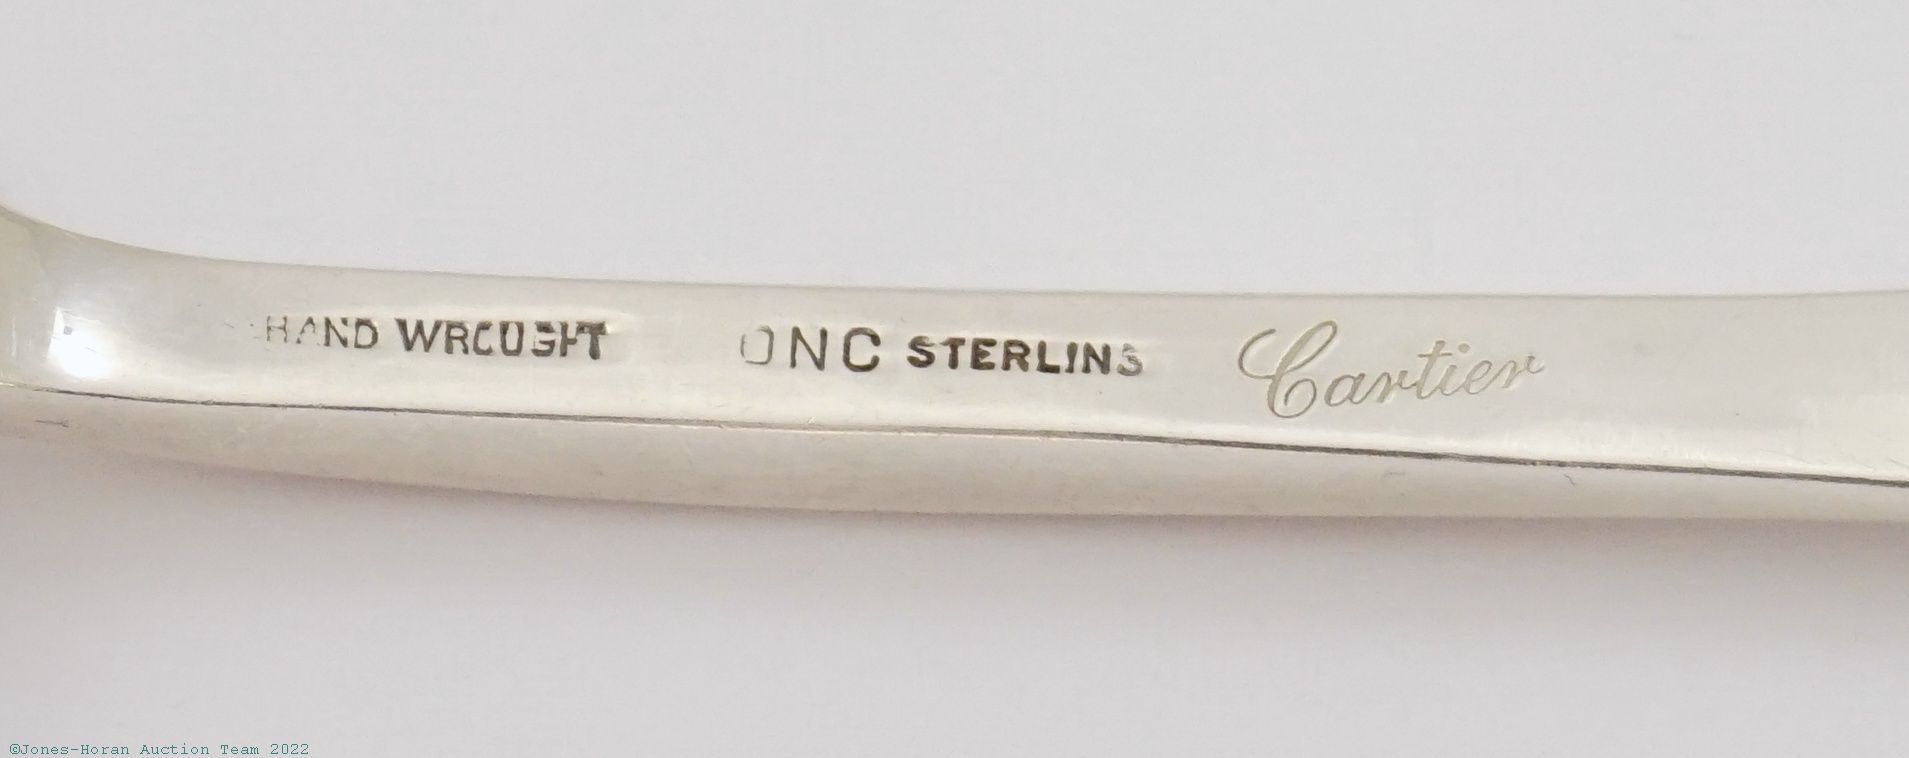 HAND WROUGHT ONC STERLING Cartier
©Jones-Horan Auction Team 2022